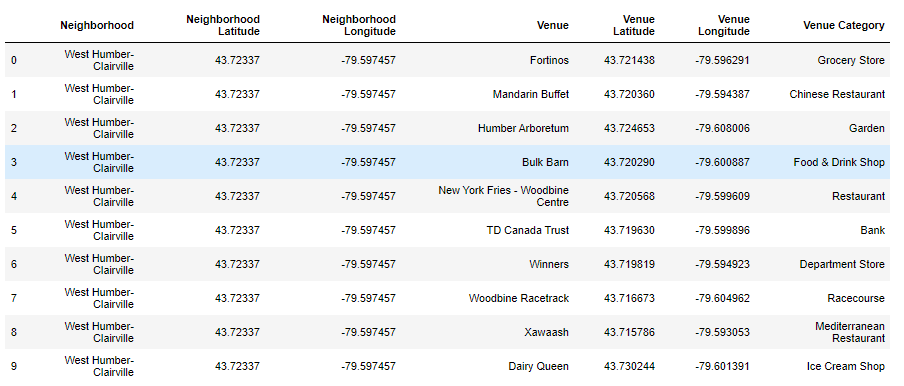 Neighborhood Neighborhood Latitude Neighborhood Longitude Venue Venue Latitude Venue Longitude Venue Category
0 West Humber-Clairville 43.72337 -79.597457 Fortinos 43.721438 -79.596291 Grocery Store
1 West Humber-Clairville 43.72337 -79.597457 Mandarin Buffet 43.720360 -79.594387 Chinese Restaurant
2 West Humber-Clairville 43.72337 -79.597457 Humber Arboretum 43.724653 -79.608006 Garden
3 West Humber-Clairville 43.72337 -79.597457 Bulk Barn 43.720290 -79.600887 Food & Drink Shop
4 West Humber-Clairville 43.72337 -79.597457 New York Fries - Woodbine Centre 43.720568 -79.599609 Restaurant
5 West Humber-Clairville 43.72337 -79.597457 TD Canada Trust 43.719630 -79.599896 Bank
6 West Humber-Clairville 43.72337 -79.597457 Winners 43.719819 -79.594923 Department Store
7 West Humber-Clairville 43.72337 -79.597457 Woodbine Racetrack 43.716673 -79.604962 Racecourse
8 West Humber-Clairville 43.72337 -79.597457 Xawaash 43.715786 -79.593053 Mediterranean Restaurant
9 West Humber-Clairville 43.72337 -79.597457 Dairy Queen 43.730244 -79.601391 Ice Cream Shop